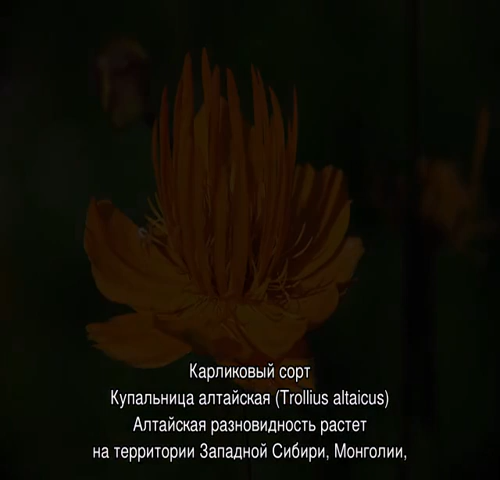 Карликовый сорт
Купальница алтайская (Trollius altaicus)
Алтайская разновидность растет
на территории Западной Сибири, Монголии,